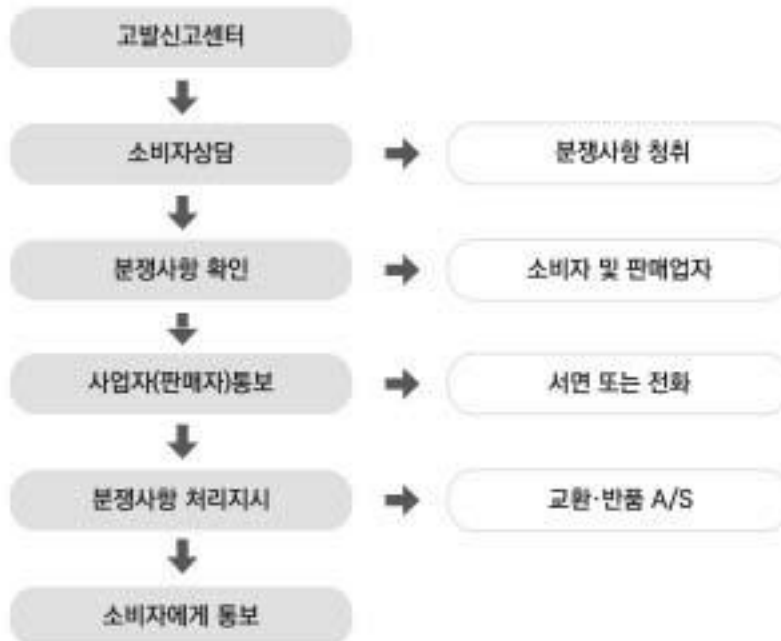 고발신고센터
소비자상담
분쟁사항 청취
분쟁사항 확인
소비자 및 판매업자
사업자(판매자)통보
서면 또는 전화
분쟁사항 처리지시
교환·반품 A/S
소비자에게 통보